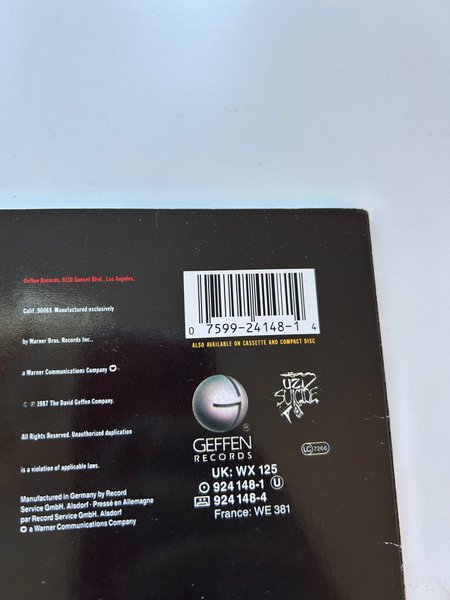 Geffen Records, 9130 Sunset Blvd., Los Angeles,
Calif. 90069. Manufactured exclusively
by Warner Bros. Records Inc.,
a Warner Communications Company
© ℗ 1987 The David Geffen Company.
All Rights Reserved. Unauthorized duplication
is a violation of applicable laws.
Manufactured in Germany by Record
Service GmbH. Alsdorf · Pressé en Allemagne
par Record Service GmbH. Alsdorf
a Warner Communications Company
0 7599-24148-1 4
ALSO AVAILABLE ON CASSETTE AND COMPACT DISC
GEFFEN
RECORDS
®
UZI
SUICIDE
LC 7266
UK: WX 125
924 148-1 U
924 148-4
France: WE 381